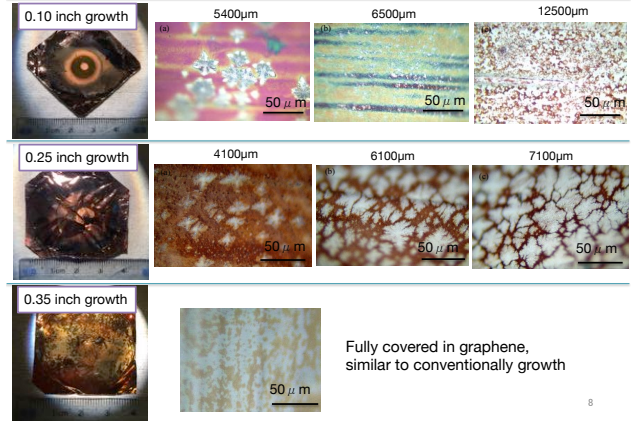 0.10 inch growth
5400μm
6500μm
12500μm
(a)
(b)
50 μ m
50 μ m
50 μ m
0.25 inch growth
4100μm
6100μm
7100μm
(a)
(b)
(c)
50 μ m
50 μ m
50 μ m
0.35 inch growth
50 μ m
Fully covered in graphene,
similar to conventionally growth
8